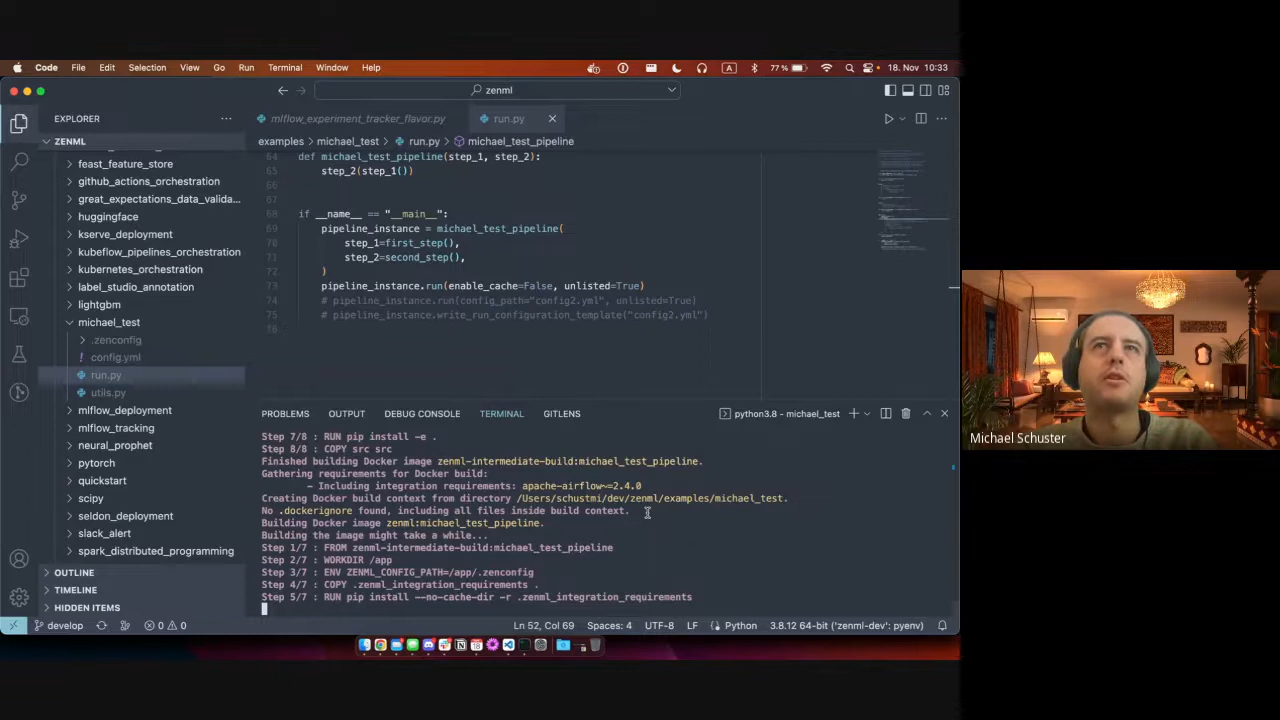 Code File Edit Selection View Go Run Terminal Window Help
A 77 % 18. Nov 10:33
zenml
EXPLORER
ZENML
feast_feature_store
github_actions_orchestration
great_expectations_data_valida...
huggingface
kserve_deployment
kubeflow_pipelines_orchestration
kubernetes_orchestration
label_studio_annotation
lightgbm
michael_test
.zenconfig
! config.yml
run.py
utils.py
mlflow_deployment
mlflow_tracking
neural_prophet
pytorch
quickstart
scipy
seldon_deployment
slack_alert
spark_distributed_programming
OUTLINE
TIMELINE
HIDDEN ITEMS
mlflow_experiment_tracker_flavor.py
run.py
examples > michael_test > run.py > michael_test_pipeline
64 def michael_test_pipeline(step_1, step_2):
65 step_2(step_1())
66
67
68 if __name__ == "__main__":
69 pipeline_instance = michael_test_pipeline(
70 step_1=first_step(),
71 step_2=second_step(),
72 )
73 pipeline_instance.run(enable_cache=False, unlisted=True)
74 # pipeline_instance.run(config_path="config2.yml", unlisted=True)
75 # pipeline_instance.write_run_configuration_template("config2.yml")
PROBLEMS OUTPUT DEBUG CONSOLE TERMINAL GITLENS
python3.8 - michael_test
Step 7/8 : RUN pip install -e .
Step 8/8 : COPY src src
Finished building Docker image zenml-intermediate-build:michael_test_pipeline.
Gathering requirements for Docker build:
- Including integration requirements: apache-airflow~=2.4.0
Creating Docker build context from directory /Users/schustmi/dev/zenml/examples/michael_test.
No .dockerignore found, including all files inside build context.
Building Docker image zenml:michael_test_pipeline.
Building the image might take a while...
Step 1/7 : FROM zenml-intermediate-build:michael_test_pipeline
Step 2/7 : WORKDIR /app
Step 3/7 : ENV ZENML_CONFIG_PATH=/app/.zenconfig
Step 4/7 : COPY .zenml_integration_requirements .
Step 5/7 : RUN pip install --no-cache-dir -r .zenml_integration_requirements
develop 0 0
Ln 52, Col 69 Spaces: 4 UTF-8 LF Python 3.8.12 64-bit ('zenml-dev': pyenv)
Michael Schuster